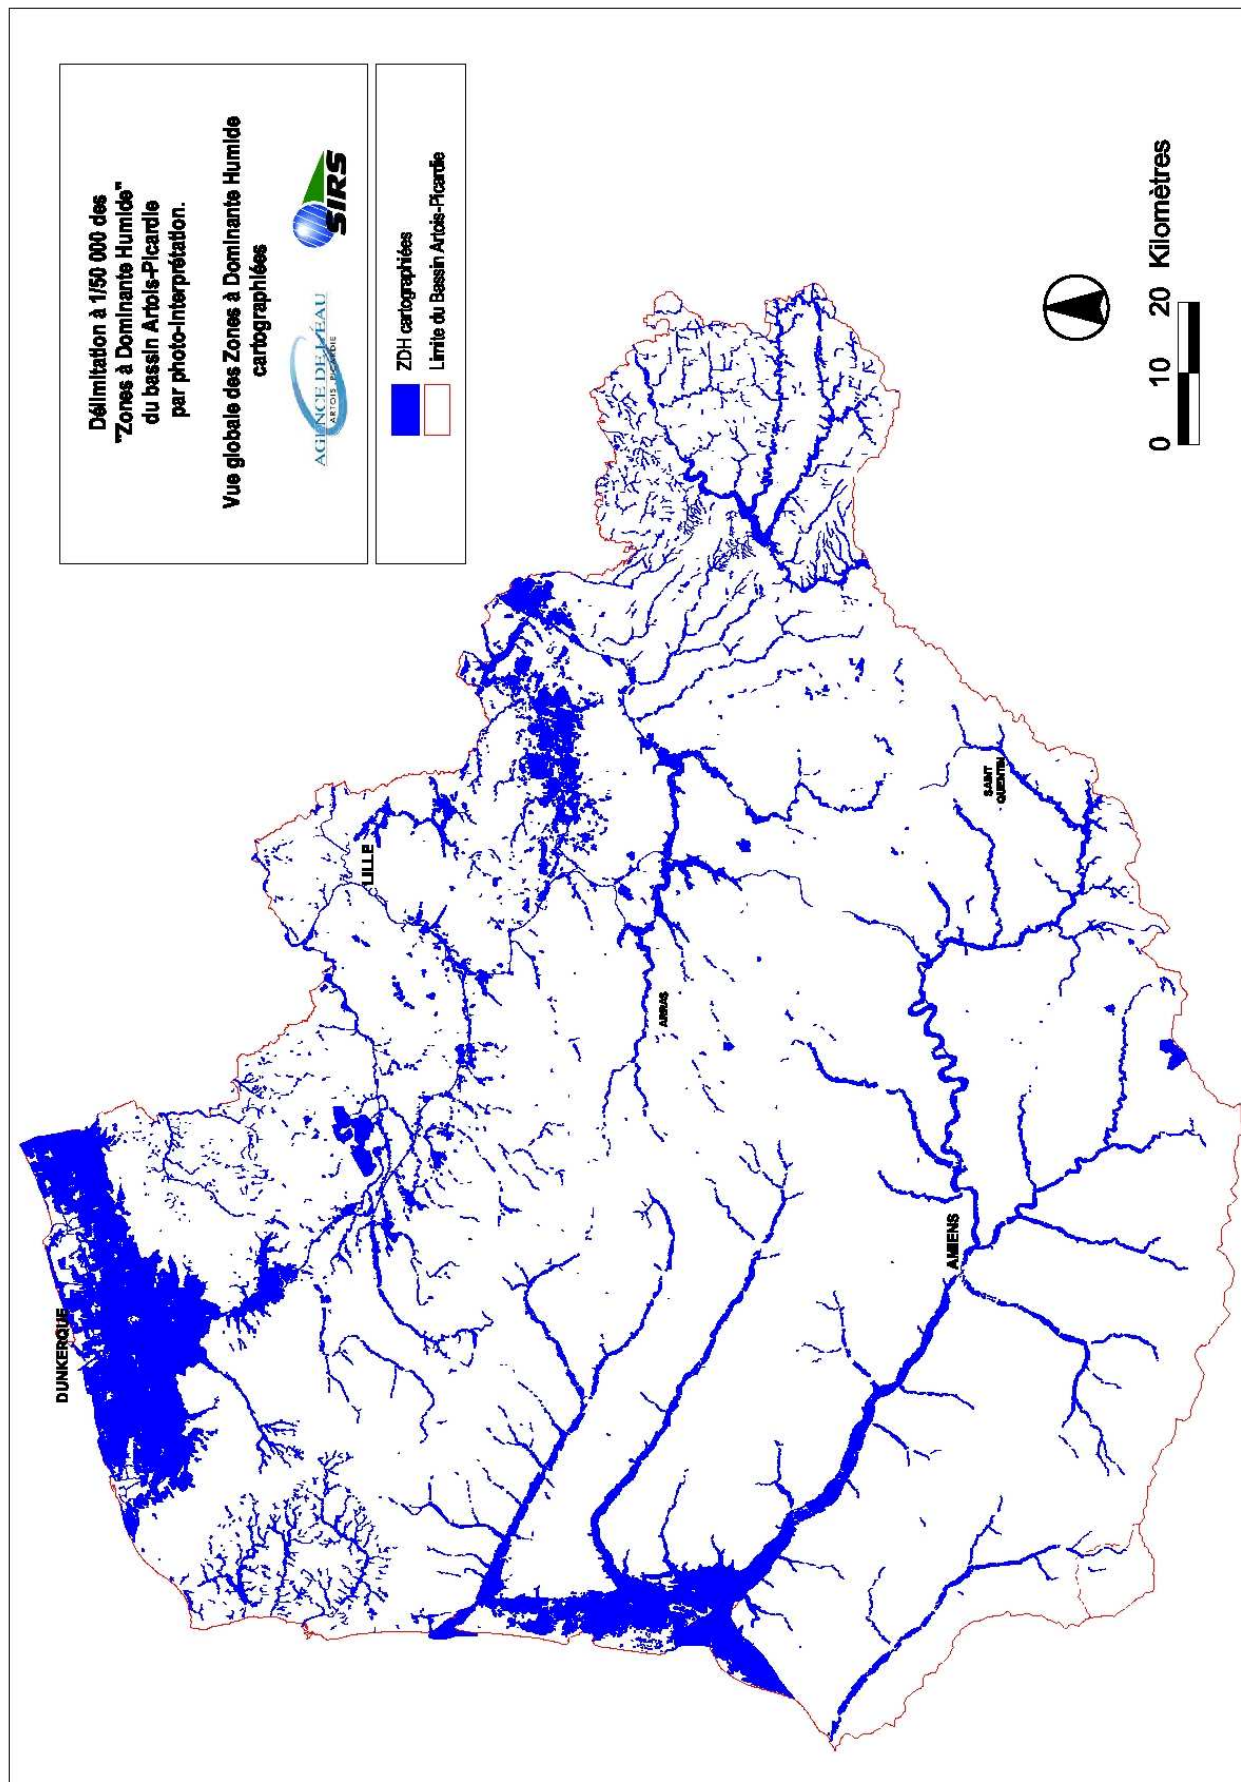 Délimitation à 1/50 000 des
"Zones à Dominante Humide"
du bassin Artois-Picardie
par photo-interprétation.
Vue globale des Zones à Dominante Humide
cartographiées
AGENCE DE L'EAU
ARTOIS - PICARDIE
SIRS
ZDH cartographiées
Limite du Bassin Artois-Picardie
DUNKERQUE
LILLE
ARRAS
SAINT
QUENTIN
AMIENS
0 10 20 Kilomètres